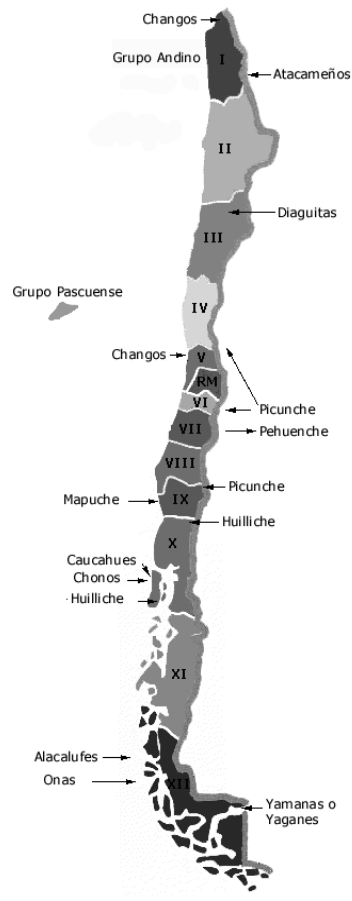 Changos
Grupo Andino
I
Atacameños
II
Diaguitas
III
Grupo Pascuense
IV
Changos
V
RM
VI
Picunche
VII
Pehuenche
VIII
Picunche
Mapuche
IX
Huilliche
X
Caucahues
Chonos
Huilliche
XI
Alacalufes
Onas
XII
Yamanas o
Yaganes